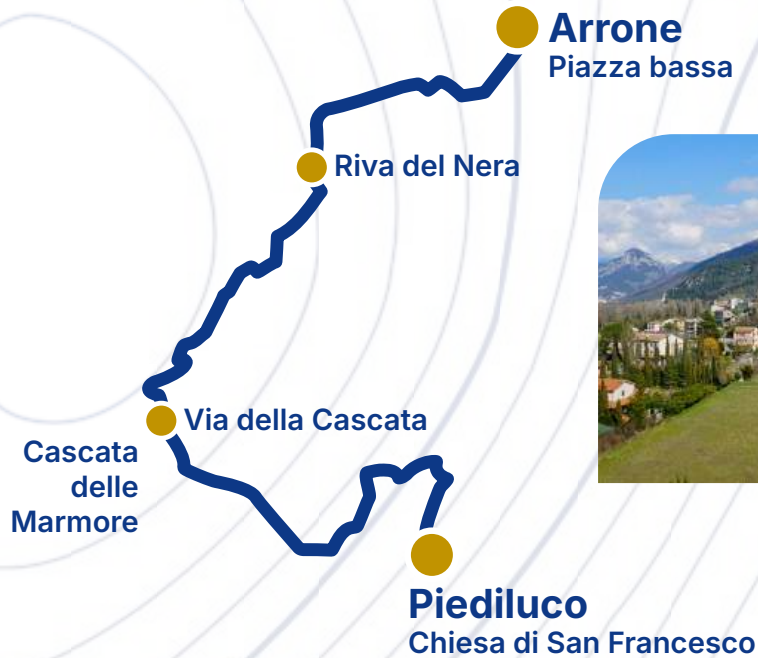 Arrone
Piazza bassa
Riva del Nera
Via della Cascata
Cascata
delle
Marmore
Piediluco
Chiesa di San Francesco